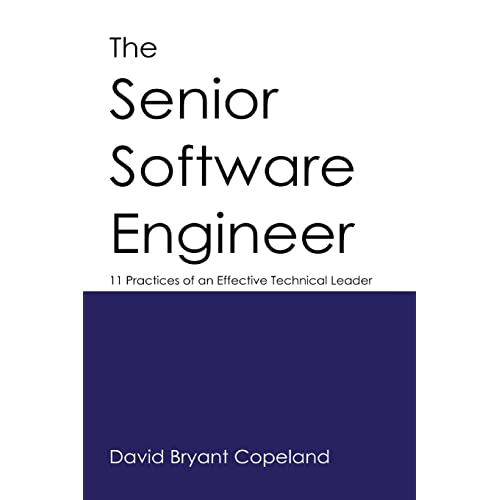 The
Senior
Software
Engineer
11 Practices of an Effective Technical Leader
David Bryant Copeland